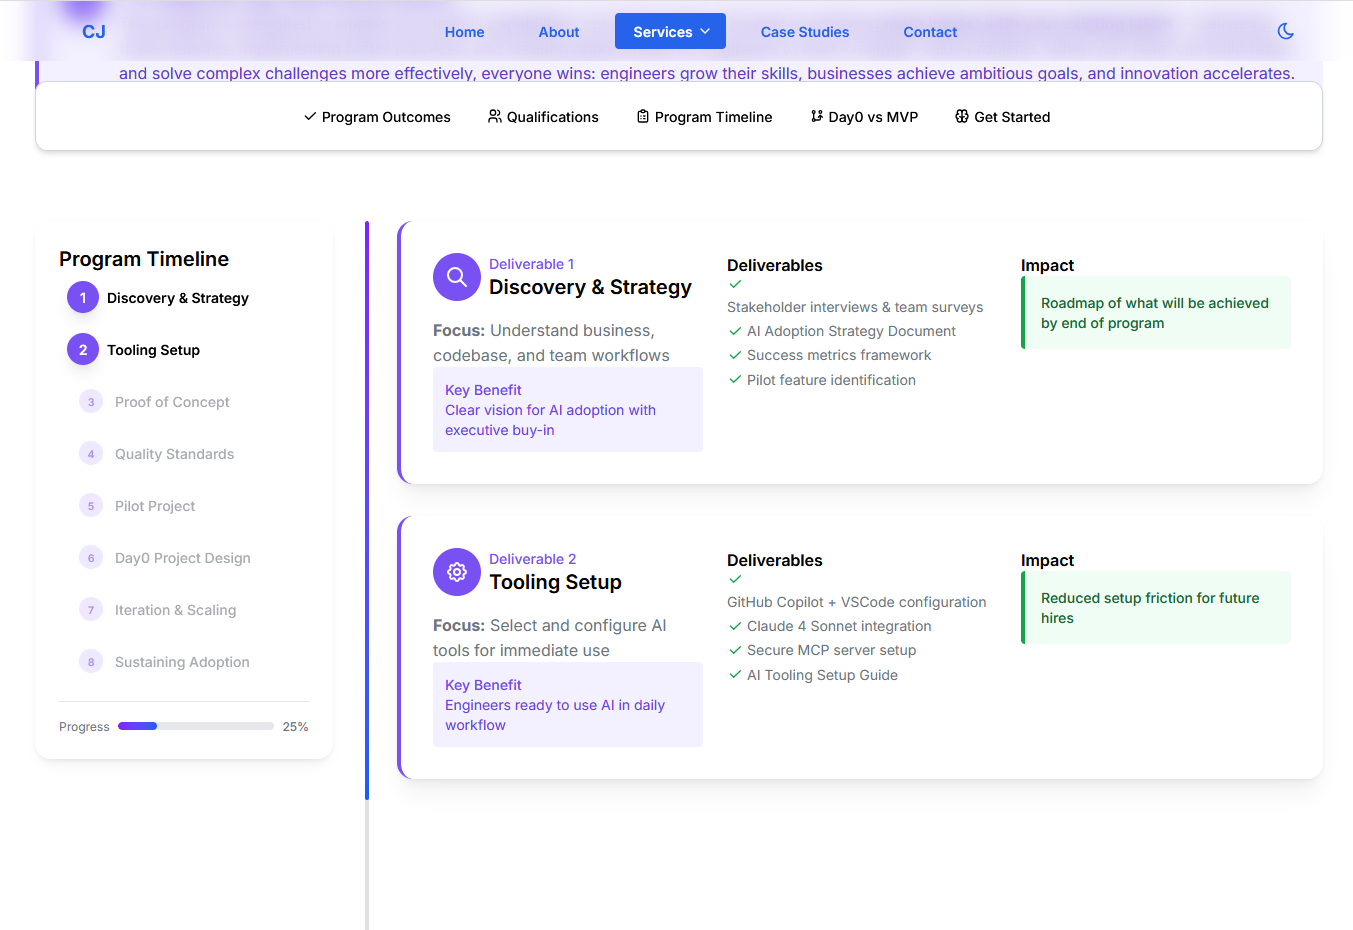 CJ
Home
About
Services
Case Studies
Contact
and solve complex challenges more effectively, everyone wins: engineers grow their skills, businesses achieve ambitious goals, and innovation accelerates.
Program Outcomes
Qualifications
Program Timeline
Day0 vs MVP
Get Started
Program Timeline
1 Discovery & Strategy
2 Tooling Setup
3 Proof of Concept
4 Quality Standards
5 Pilot Project
6 Day0 Project Design
7 Iteration & Scaling
8 Sustaining Adoption
Progress 25%
Deliverable 1
Discovery & Strategy
Focus: Understand business,
codebase, and team workflows
Key Benefit
Clear vision for AI adoption with
executive buy-in
Deliverables
Stakeholder interviews & team surveys
AI Adoption Strategy Document
Success metrics framework
Pilot feature identification
Impact
Roadmap of what will be achieved
by end of program
Deliverable 2
Tooling Setup
Focus: Select and configure AI
tools for immediate use
Key Benefit
Engineers ready to use AI in daily
workflow
Deliverables
GitHub Copilot + VSCode configuration
Claude 4 Sonnet integration
Secure MCP server setup
AI Tooling Setup Guide
Impact
Reduced setup friction for future
hires